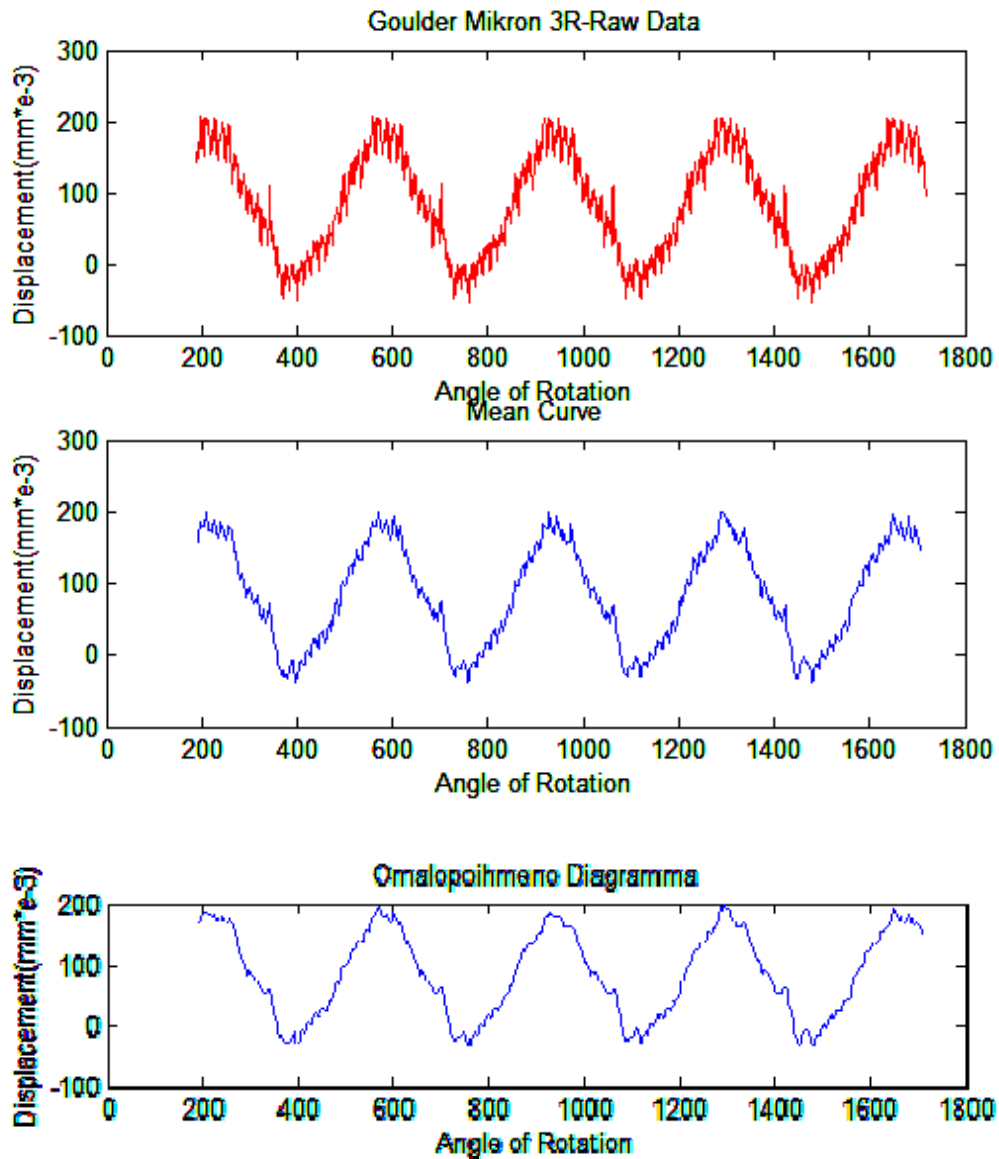 Goulder Mikron 3R-Raw Data
Displacement(mm*e-3)
300
200
100
0
-100
0 200 400 600 800 1000 1200 1400 1600 1800
Angle of Rotation
Mean Curve
Displacement(mm*e-3)
300
200
100
0
-100
0 200 400 600 800 1000 1200 1400 1600 1800
Angle of Rotation
Omalopoihmeno Diagramma
Displacement(mm*e-3)
200
100
0
-100
0 200 400 600 800 1000 1200 1400 1600 1800
Angle of Rotation